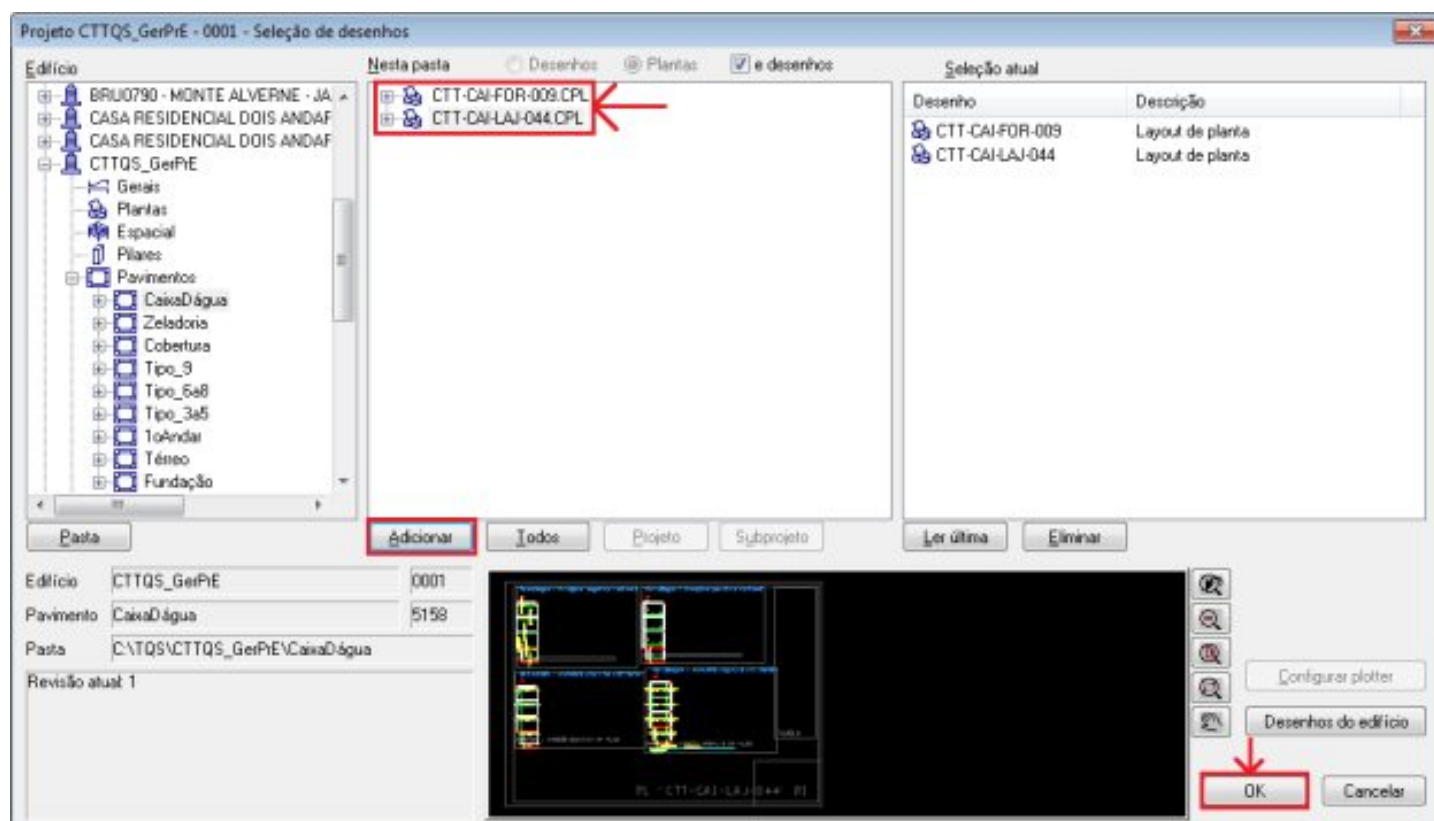 Projeto CTTQS_GerPrE - 0001 - Seleção de desenhos
Edifício
Nesta pasta
Desenhos
Plantas
e desenhos
Seleção atual
BRU0790 - MONTE ALVERNE - JA
CASA RESIDENCIAL DOIS ANDAF
CASA RESIDENCIAL DOIS ANDAF
CTTQS_GerPrE
Gerais
Plantas
Espacial
Pilares
Pavimentos
CaixaDágua
Zeladoria
Cobertura
Tipo_9
Tipo_6a8
Tipo_3a5
1oAndar
Térreo
Fundação
CTT-CAI-FOR-009.CPL
CTT-CAI-LAJ-044.CPL
Desenho Descrição
CTT-CAI-FOR-009 Layout de planta
CTT-CAI-LAJ-044 Layout de planta
Pasta
Adicionar
Todos
Projeto
Subprojeto
Ler última
Eliminar
Edifício CTTQS_GerPrE 0001
Pavimento CaixaDágua 5158
Pasta C:\TQS\CTTQS_GerPrE\CaixaDágua
Revisão atual: 1
Configurar plotter
Desenhos do edifício
OK
Cancelar